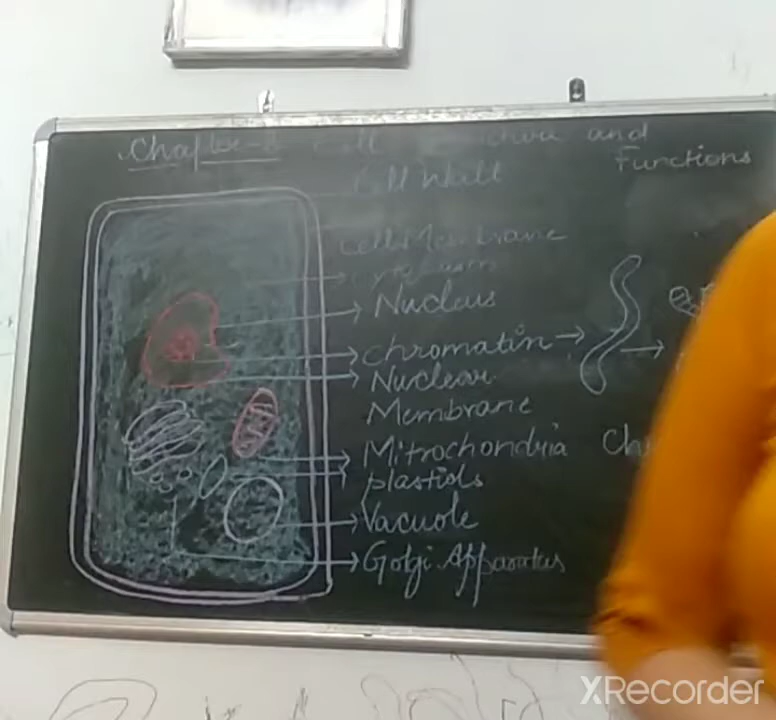 Chapter-8 Cell Structure and
Functions
Cell Wall
Cell Membrane
Cytoplasm
Nucleus
Chromatin
Nuclear
Membrane
Mitrochondria
Plastids
Vacuole
Golgi Apparatus
XRecorder